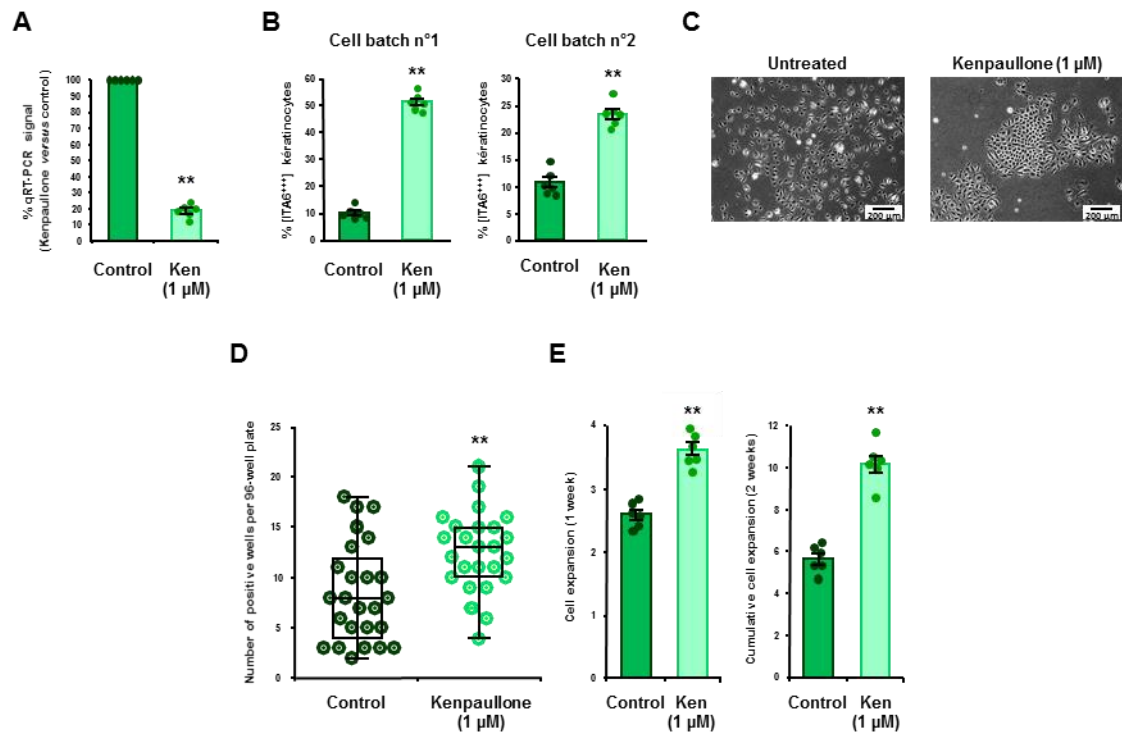 A
% qRT-PCR signal
(Kenpaullone versus control)
100
90
80
70
60
50
40
30
20
10
0
**
Control
Ken
(1 µM)
B
Cell batch n°1
% [ITA6+++] kératinocytes
60
50
40
30
20
10
0
**
Control
Ken
(1 µM)
Cell batch n°2
% [ITA6+++] kératinocytes
35
30
25
20
15
10
5
0
**
Control
Ken
(1 µM)
C
Untreated
200 µm
Kenpaullone (1 µM)
200 µm
D
Number of positive wells per 96-well plate
25
20
15
10
5
0
**
Control
Kenpaullone
(1 µM)
E
Cell expansion (1 week)
4
3
2
1
0
**
Control
Ken
(1 µM)
Cumulative cell expansion (2 weeks)
12
10
8
6
4
2
0
**
Control
Ken
(1 µM)